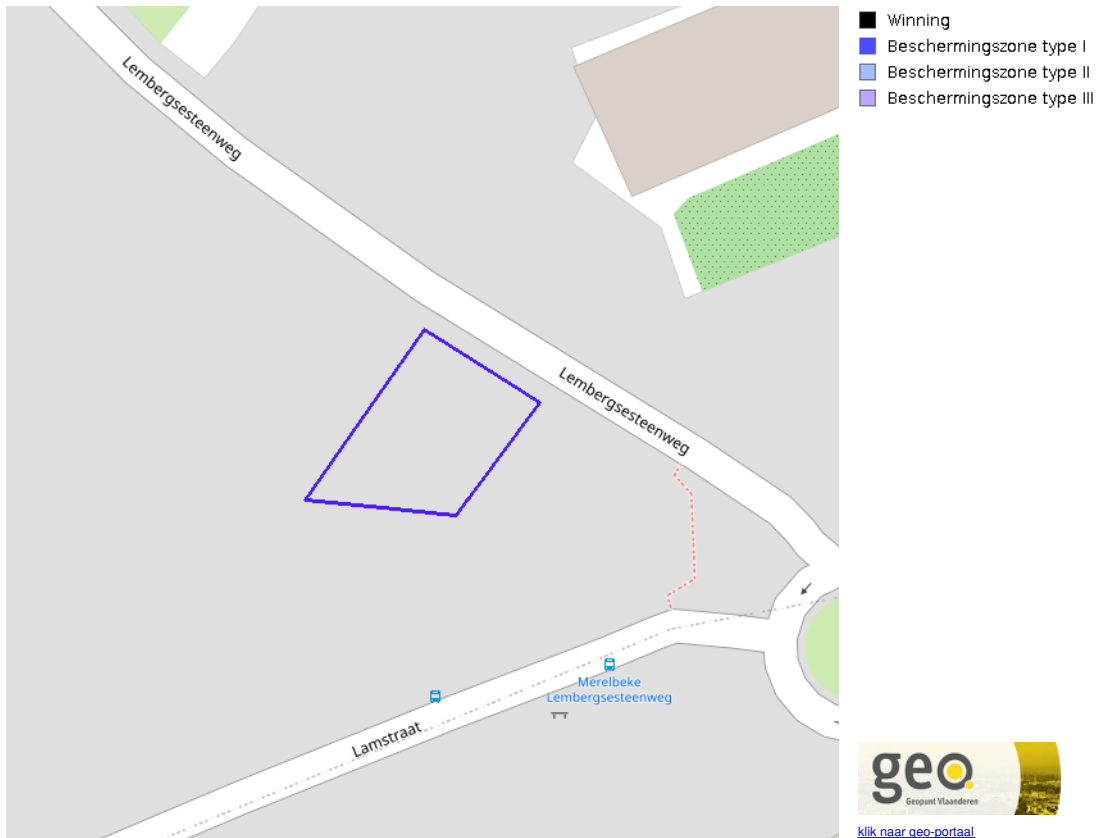 Lembergsesteenweg
Lembergsesteenweg
Merelbeke
Lembergsesteenweg
Lamstraat
Winning
Beschermingszone type I
Beschermingszone type II
Beschermingszone type III
geo.
Geopunt Vlaanderen
klik naar geo-portaal